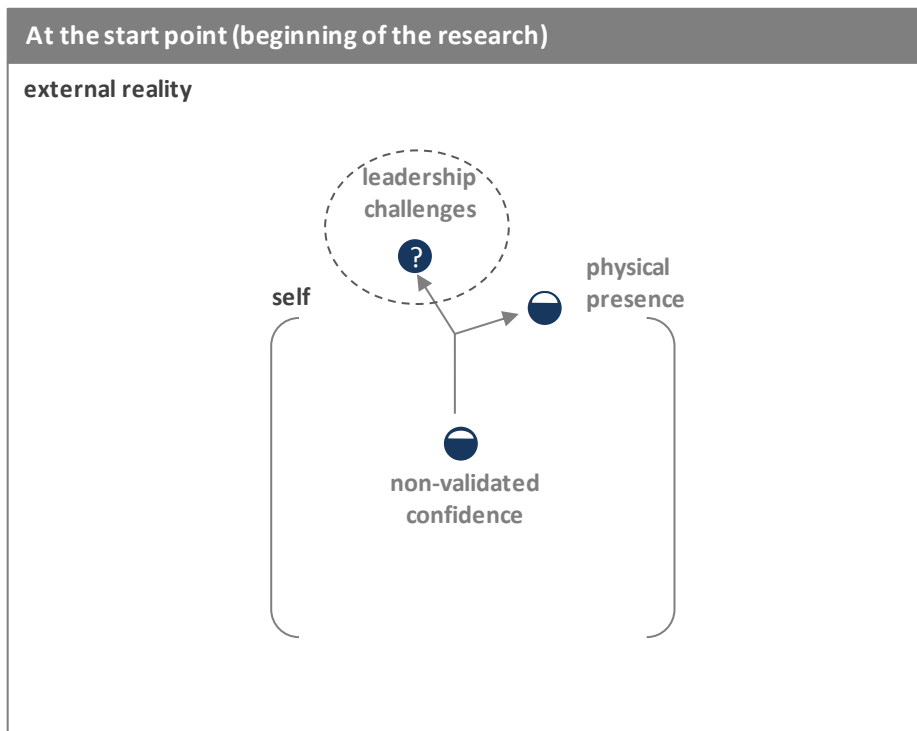 At the start point (beginning of the research)
external reality
leadership
challenges
?
physical
presence
self
non-validated
confidence